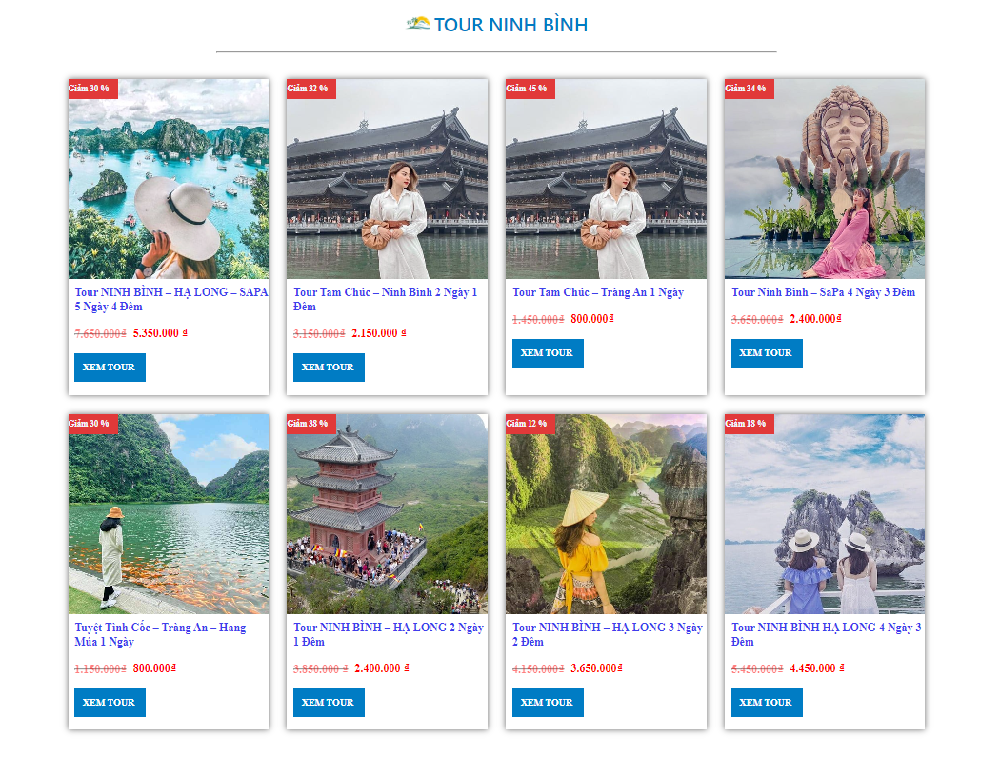 TOUR NINH BÌNH
Giảm 30 %
Giảm 32 %
Giảm 45 %
Giảm 34 %
Tour NINH BÌNH – HẠ LONG – SAPA
5 Ngày 4 Đêm
7.650.000₫ 5.350.000 ₫
XEM TOUR
Tour Tam Chúc – Ninh Bình 2 Ngày 1
Đêm
3.150.000₫ 2.150.000 ₫
XEM TOUR
Tour Tam Chúc – Tràng An 1 Ngày
1.450.000₫ 800.000₫
XEM TOUR
Tour Ninh Bình – SaPa 4 Ngày 3 Đêm
3.650.000₫ 2.400.000₫
XEM TOUR
Giảm 30 %
Giảm 38 %
Giảm 12 %
Giảm 18 %
Tuyệt Tình Cốc – Tràng An – Hang
Múa 1 Ngày
1.150.000₫ 800.000₫
XEM TOUR
Tour NINH BÌNH – HẠ LONG 2 Ngày
1 Đêm
3.850.000 ₫ 2.400.000 ₫
XEM TOUR
Tour NINH BÌNH – HẠ LONG 3 Ngày
2 Đêm
4.150.000₫ 3.650.000₫
XEM TOUR
Tour NINH BÌNH HẠ LONG 4 Ngày 3
Đêm
5.450.000₫ 4.450.000 ₫
XEM TOUR